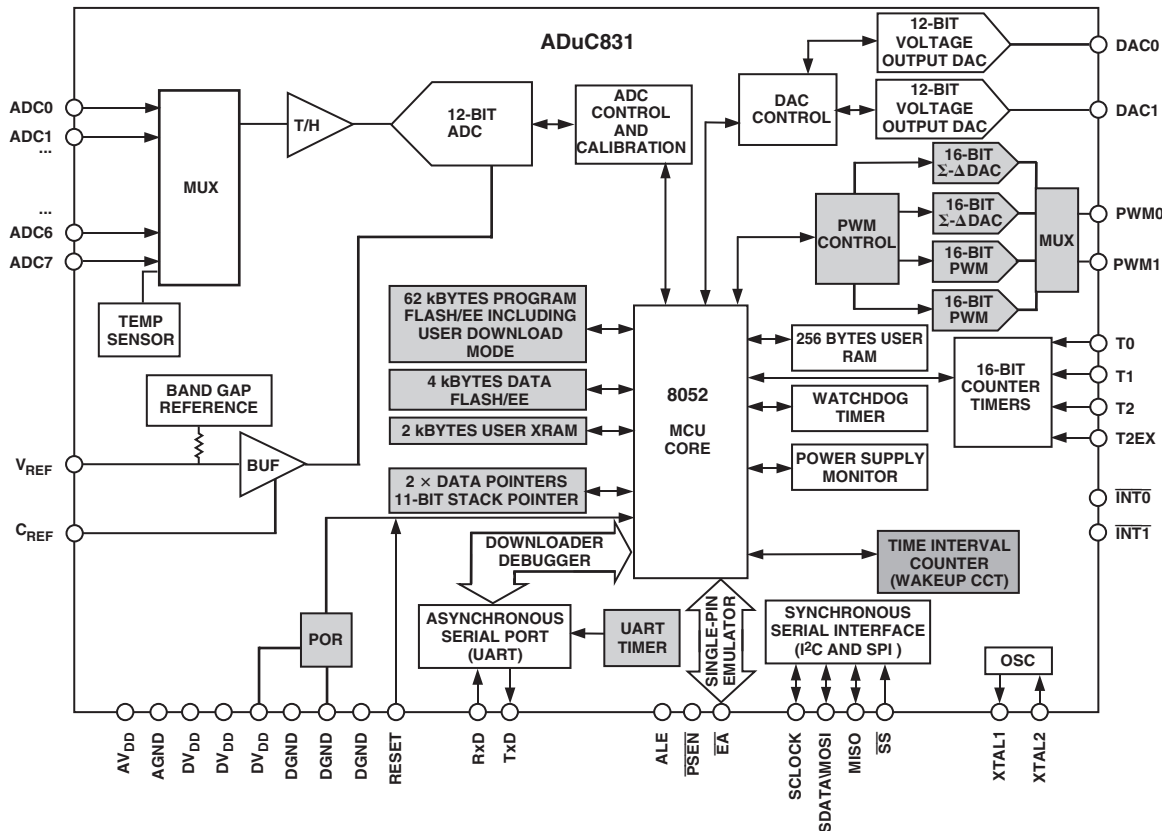 ADuC831
ADC0
ADC1
...
...
ADC6
ADC7
MUX
T/H
12-BIT
ADC
ADC
CONTROL
AND
CALIBRATION
DAC
CONTROL
12-BIT
VOLTAGE
OUTPUT DAC
12-BIT
VOLTAGE
OUTPUT DAC
DAC0
DAC1
PWM
CONTROL
16-BIT
Σ-Δ DAC
16-BIT
Σ-Δ DAC
16-BIT
PWM
16-BIT
PWM
MUX
PWM0
PWM1
TEMP
SENSOR
62 kBYTES PROGRAM
FLASH/EE INCLUDING
USER DOWNLOAD
MODE
4 kBYTES DATA
FLASH/EE
2 kBYTES USER XRAM
2 × DATA POINTERS
11-BIT STACK POINTER
8052
MCU
CORE
256 BYTES USER
RAM
WATCHDOG
TIMER
POWER SUPPLY
MONITOR
16-BIT
COUNTER
TIMERS
T0
T1
T2
T2EX
INT0
INT1
BAND GAP
REFERENCE
VREF
BUF
CREF
DOWNLOADER
DEBUGGER
TIME INTERVAL
COUNTER
(WAKEUP CCT)
POR
ASYNCHRONOUS
SERIAL PORT
(UART)
UART
TIMER
SINGLE-PIN
EMULATOR
SYNCHRONOUS
SERIAL INTERFACE
(I²C AND SPI )
OSC
AVDD
AGND
DVDD
DVDD
DVDD
DGND
DGND
DGND
RESET
RxD
TxD
ALE
PSEN
EA
SCLOCK
SDATA\MOSI
MISO
SS
XTAL1
XTAL2